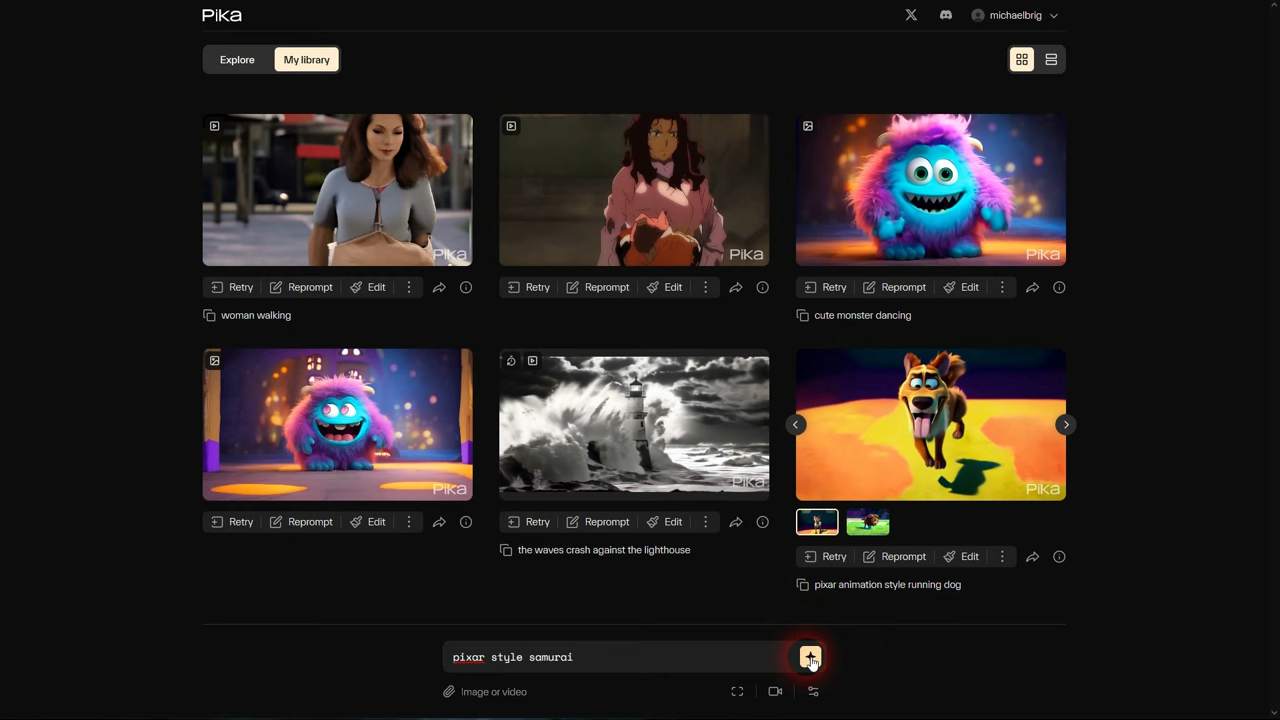 Pika
michaelbrig
Explore
My library
Pika
Pika
Pika
Retry Reprompt Edit
Retry Reprompt Edit
Retry Reprompt Edit
woman walking
cute monster dancing
Pika
Pika
Pika
Retry Reprompt Edit
Retry Reprompt Edit
the waves crash against the lighthouse
Retry Reprompt Edit
pixar animation style running dog
pixar style samurai
Image or video